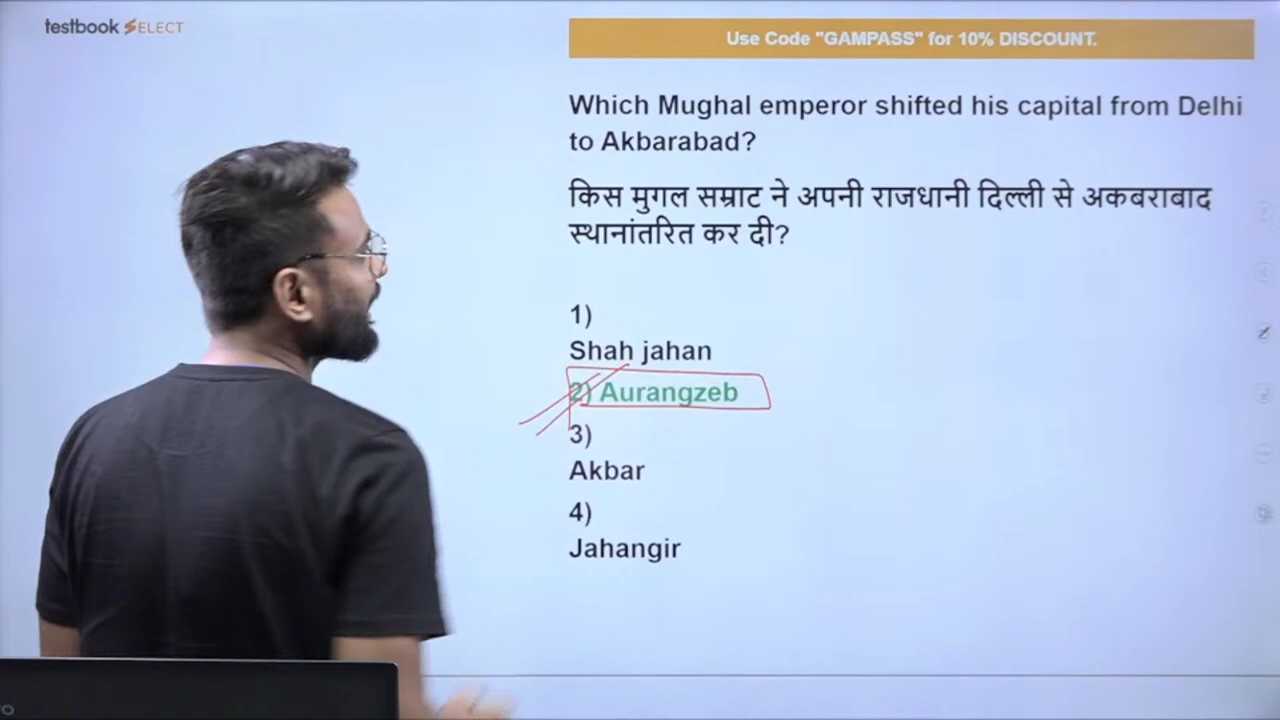 testbook SELECT
Use Code "GAMPASS" for 10% DISCOUNT.
Which Mughal emperor shifted his capital from Delhi
to Akbarabad?
किस मुगल सम्राट ने अपनी राजधानी दिल्ली से अकबराबाद
स्थानांतरित कर दी?
1)
Shah jahan
2) Aurangzeb
3)
Akbar
4)
Jahangir